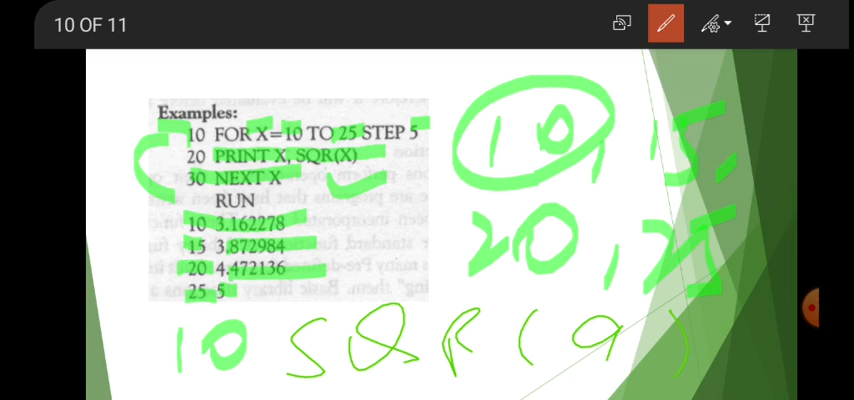 10 OF 11
Examples:
10 FOR X=10 TO 25 STEP 5
20 PRINT X, SQR(X)
30 NEXT X
RUN
10 3.162278
15 3.872984
20 4.472136
25 5
10, 15,
20, 25
10 SQR(9)